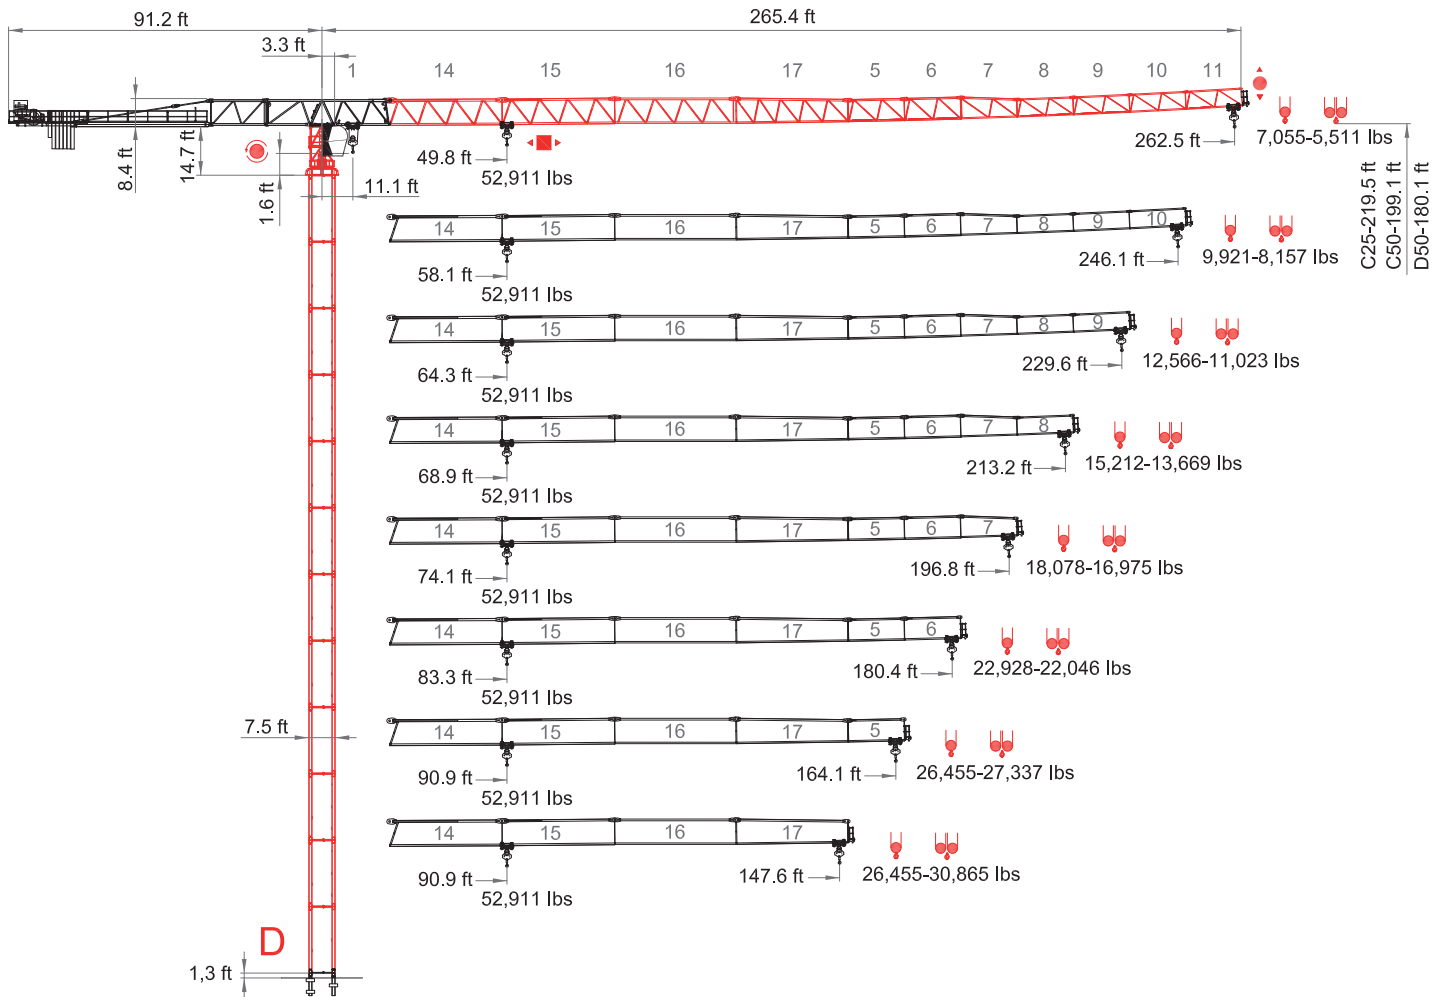 91.2 ft
265.4 ft
3.3 ft
1 14 15 16 17 5 6 7 8 9 10 11
8.4 ft
14.7 ft
1.6 ft
11.1 ft
49.8 ft
52,911 lbs
262.5 ft
7,055-5,511 lbs
C25-219.5 ft
C50-199.1 ft
D50-180.1 ft
14 15 16 17 5 6 7 8 9 10
58.1 ft
52,911 lbs
246.1 ft
9,921-8,157 lbs
14 15 16 17 5 6 7 8 9
64.3 ft
52,911 lbs
229.6 ft
12,566-11,023 lbs
14 15 16 17 5 6 7 8
68.9 ft
52,911 lbs
213.2 ft
15,212-13,669 lbs
14 15 16 17 5 6 7
74.1 ft
52,911 lbs
196.8 ft
18,078-16,975 lbs
14 15 16 17 5 6
83.3 ft
52,911 lbs
180.4 ft
22,928-22,046 lbs
7.5 ft
14 15 16 17 5
90.9 ft
52,911 lbs
164.1 ft
26,455-27,337 lbs
14 15 16 17
90.9 ft
52,911 lbs
147.6 ft
26,455-30,865 lbs
D
1,3 ft